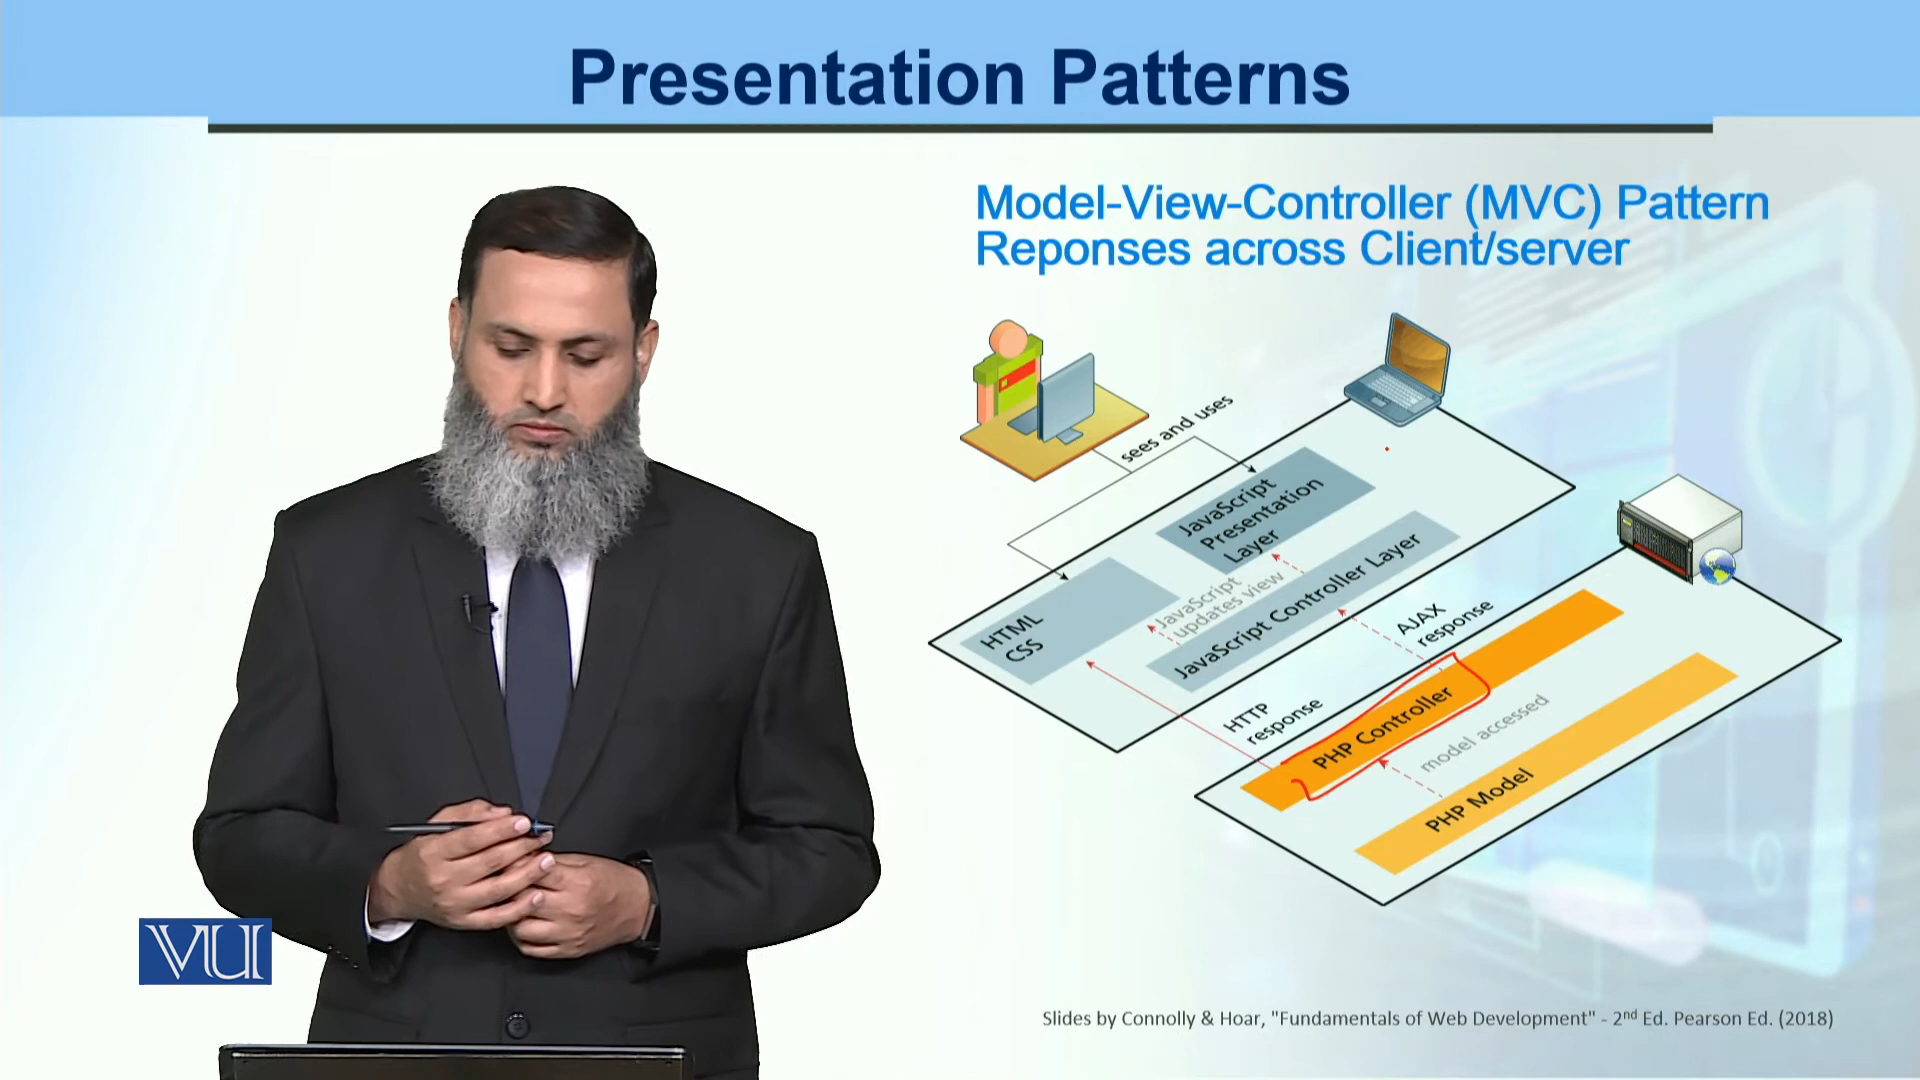 Presentation Patterns
Model-View-Controller (MVC) Pattern
Reponses across Client/server
sees and uses
JavaScript
Presentation
Layer
HTML
CSS
JavaScript
updates view
JavaScript Controller Layer
AJAX
response
HTTP
response
PHP Controller
model accessed
PHP Model
VU
Slides by Connolly & Hoar, "Fundamentals of Web Development" - 2nd Ed. Pearson Ed. (2018)